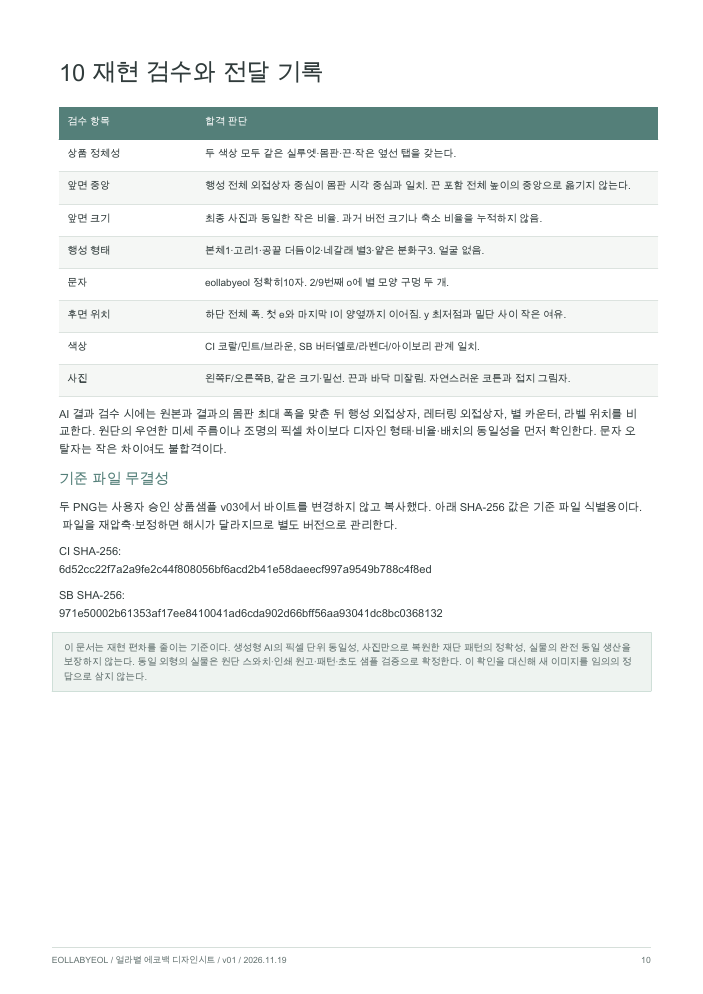 10 재현 검수와 전달 기록
검수 항목 합격 판단
상품 정체성 두 색상 모두 같은 실루엣·몸판·끈·작은 옆선 탭을 갖는다.
앞면 중앙 행성 전체 외접상자 중심이 몸판 시각 중심과 일치. 끈 포함 전체 높이의 중앙으로 옮기지 않는다.
앞면 크기 최종 사진과 동일한 작은 비율. 과거 버전 크기나 축소 비율을 누적하지 않음.
행성 형태 본체1·고리1·공끝 더듬이2·네갈래 별3·얕은 분화구3. 얼굴 없음.
문자 eollabyeol 정확히10자. 2/9번째 o에 별 모양 구멍 두 개.
후면 위치 하단 전체 폭. 첫 e와 마지막 l이 양옆까지 이어짐. y 최저점과 밑단 사이 작은 여유.
색상 CI 코랄/민트/브라운, SB 버터옐로/라벤더/아이보리 관계 일치.
사진 왼쪽F/오른쪽B, 같은 크기·밑선. 끈과 바닥 미잘림. 자연스러운 코튼과 접지 그림자.
AI 결과 검수 시에는 원본과 결과의 몸판 최대 폭을 맞춘 뒤 행성 외접상자, 레터링 외접상자, 별 카운터, 라벨 위치를 비
교한다. 원단의 우연한 미세 주름이나 조명의 픽셀 차이보다 디자인 형태·비율·배치의 동일성을 먼저 확인한다. 문자 오
탈자는 작은 차이여도 불합격이다.
기준 파일 무결성
두 PNG는 사용자 승인 상품샘플 v03에서 바이트를 변경하지 않고 복사했다. 아래 SHA-256 값은 기준 파일 식별용이다.
파일을 재압축·보정하면 해시가 달라지므로 별도 버전으로 관리한다.
CI SHA-256:
6d52cc22f7a2a9fe2c44f808056bf6acd2b41e58daeecf997a9549b788c4f8ed
SB SHA-256:
971e50002b61353af17ee8410041ad6cda902d66bff56aa93041dc8bc0368132
이 문서는 재현 편차를 줄이는 기준이다. 생성형 AI의 픽셀 단위 동일성, 사진만으로 복원한 재단 패턴의 정확성, 실물의 완전 동일 생산을
보장하지 않는다. 동일 외형의 실물은 원단 스와치·인쇄 원고·패턴·초도 샘플 검증으로 확정한다. 이 확인을 대신해 새 이미지를 임의의 정
답으로 삼지 않는다.
EOLLABYEOL / 얼라별 에코백 디자인시트 / v01 / 2026.11.19 10